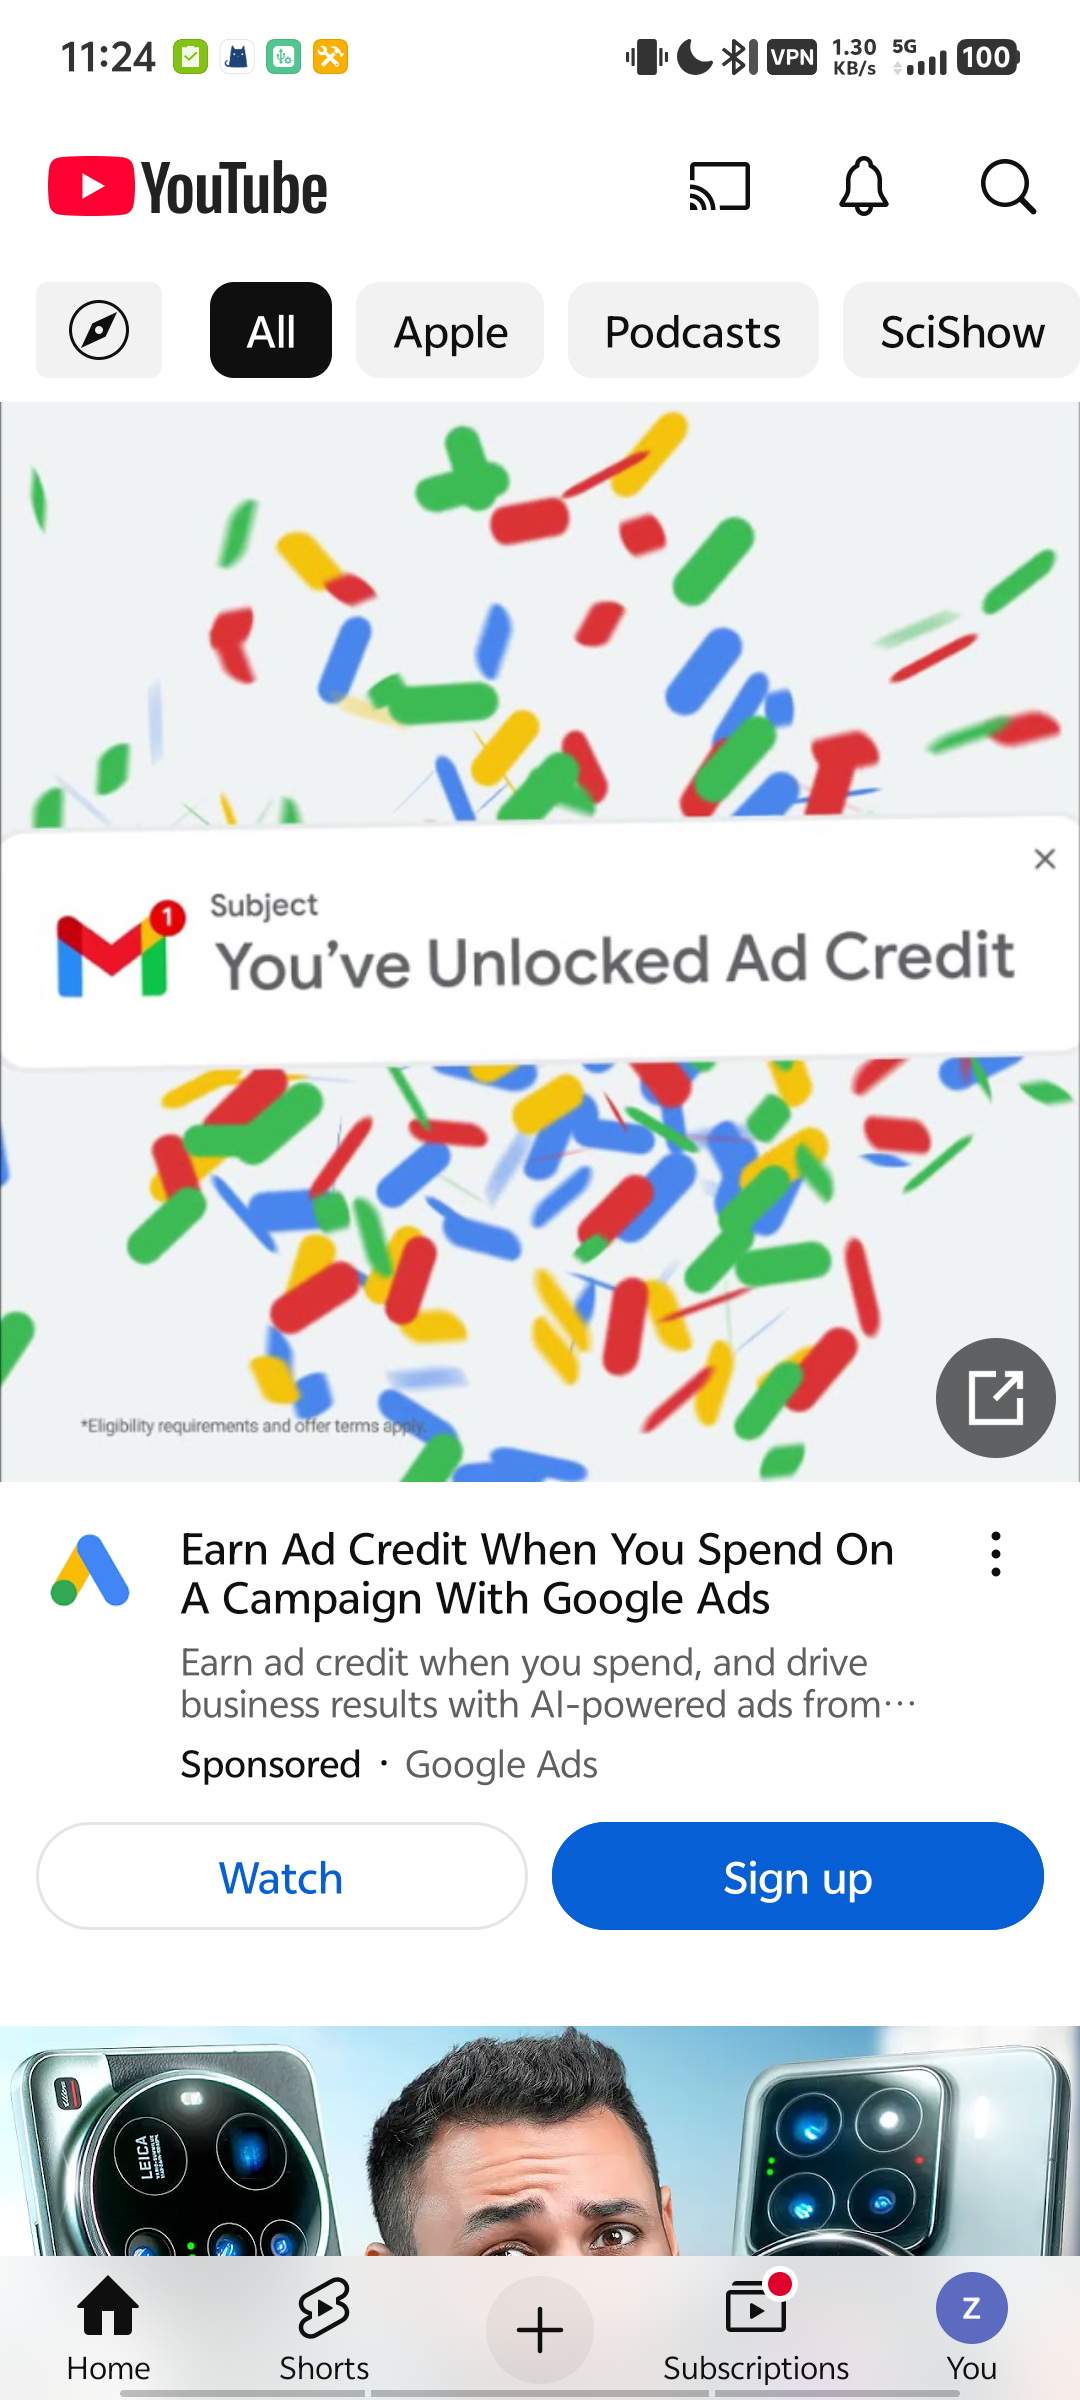 11:24
VPN
1.30
KB/s
5G
100
YouTube
All
Apple
Podcasts
SciShow
1
Subject
You’ve Unlocked Ad Credit
*Eligibility requirements and offer terms apply.
Earn Ad Credit When You Spend On
A Campaign With Google Ads
Earn ad credit when you spend, and drive
business results with AI-powered ads from…
Sponsored · Google Ads
Watch
Sign up
LEICA
Home
Shorts
Subscriptions
Z
You